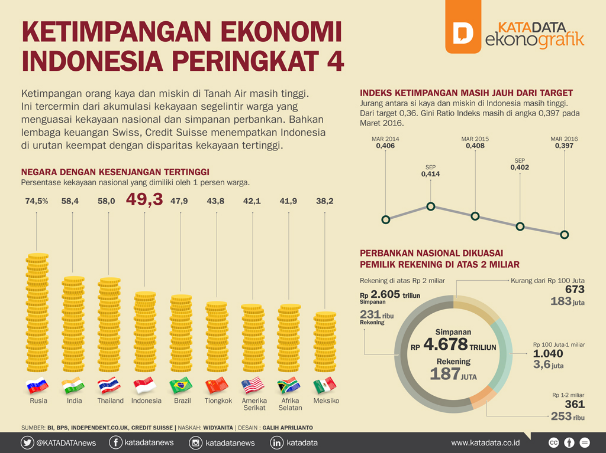 KETIMPANGAN EKONOMI
INDONESIA PERINGKAT 4
D
KATADATA
ekonografik
Ketimpangan orang kaya dan miskin di Tanah Air masih tinggi.
Ini tercermin dari akumulasi kekayaan segelintir warga yang
menguasai kekayaan nasional dan simpanan perbankan. Bahkan
lembaga keuangan Swiss, Credit Suisse menempatkan Indonesia
di urutan keempat dengan disparitas kekayaan tertinggi.
NEGARA DENGAN KESENJANGAN TERTINGGI
Persentase kekayaan nasional yang dimiliki oleh 1 persen warga.
74,5% 58,4 58,0 49,3 47,9 43,8 42,1 41,9 38,2
Rusia India Thailand Indonesia Brazil Tiongkok Amerika Serikat Afrika Selatan Meksiko
INDEKS KETIMPANGAN MASIH JAUH DARI TARGET
Jurang antara si kaya dan miskin di Indonesia masih tinggi.
Dari target 0,36. Gini Ratio Indeks masih di angka 0,397 pada
Maret 2016.
MAR 2014
0,406
SEP
0,414
MAR 2015
0,408
SEP
0,402
MAR 2016
0,397
PERBANKAN NASIONAL DIKUASAI
PEMILIK REKENING DI ATAS 2 MILIAR
Rekening di atas Rp 2 miliar
Rp 2.605 triliun
Simpanan
231 ribu
Rekening
Simpanan
RP 4.678 TRILIUN
Rekening
187 JUTA
Kurang dari Rp 100 Juta
673
183 juta
Rp 100 Juta-1 miliar
1.040
3,6 juta
Rp 1-2 miliar
361
253 ribu
SUMBER: BI, BPS, INDEPENDENT.CO.UK, CREDIT SUISSE | NASKAH: WIDYANITA | DESAIN : GALIH APRILIANTO
@KATADATAnews
katadatanews
katadatanews
katadata
www.katadata.co.id